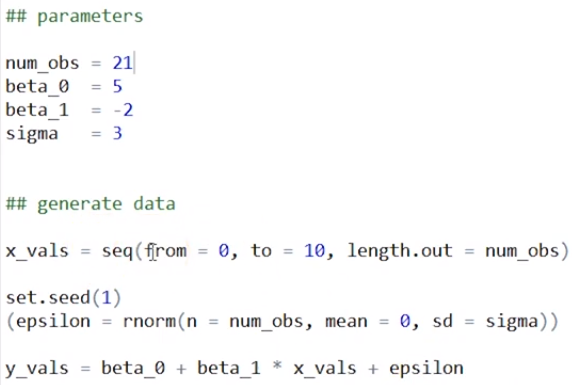 ## parameters
num_obs = 21
beta_0 = 5
beta_1 = -2
sigma = 3
## generate data
x_vals = seq(from = 0, to = 10, length.out = num_obs)
set.seed(1)
(epsilon = rnorm(n = num_obs, mean = 0, sd = sigma))
y_vals = beta_0 + beta_1 * x_vals + epsilon